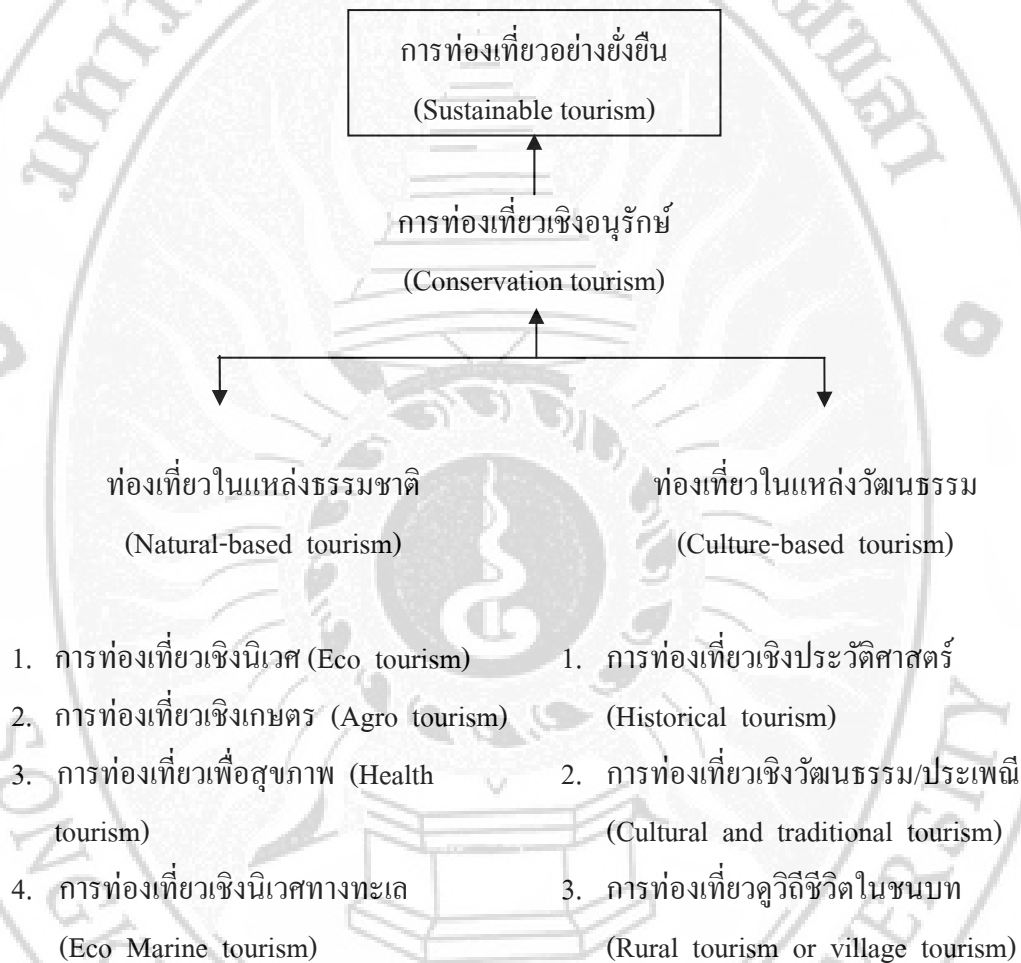 การท่องเที่ยวอย่างยั่งยืน
(Sustainable tourism)
การท่องเที่ยวเชิงอนุรักษ์
(Conservation tourism)
ท่องเที่ยวในแหล่งธรรมชาติ
(Natural-based tourism)
1. การท่องเที่ยวเชิงนิเวศ (Eco tourism)
2. การท่องเที่ยวเชิงเกษตร (Agro tourism)
3. การท่องเที่ยวเพื่อสุขภาพ (Health
tourism)
4. การท่องเที่ยวเชิงนิเวศทางทะเล
(Eco Marine tourism)
ท่องเที่ยวในแหล่งวัฒนธรรม
(Culture-based tourism)
1. การท่องเที่ยวเชิงประวัติศาสตร์
(Historical tourism)
2. การท่องเที่ยวเชิงวัฒนธรรม/ประเพณี
(Cultural and traditional tourism)
3. การท่องเที่ยวดูวิถีชีวิตในชนบท
(Rural tourism or village tourism)